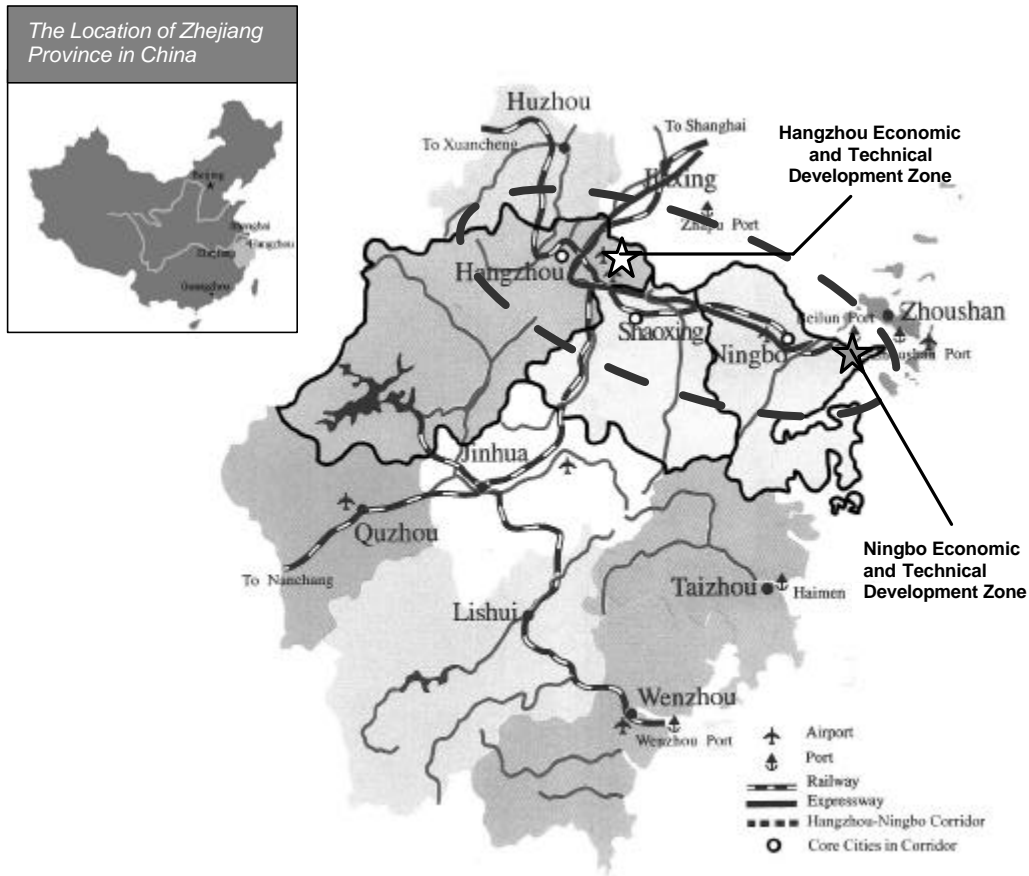 The Location of Zhejiang
Province in China
Beijing
Shanghai
Hangzhou
Zhejiang
Guangzhou
Huzhou
To Shanghai
To Xuancheng
Jiaxing
Zhapu Port
Hangzhou Economic
and Technical
Development Zone
Hangzhou
Shaoxing
Ningbo
Beilun Port
Zhoushan
Zhoushan Port
Jinhua
Quzhou
To Nanchang
Ningbo Economic
and Technical
Development Zone
Taizhou
Haimen
Lishui
Wenzhou
Wenzhou Port
Airport
Port
Railway
Expressway
Hangzhou-Ningbo Corridor
Core Cities in Corridor